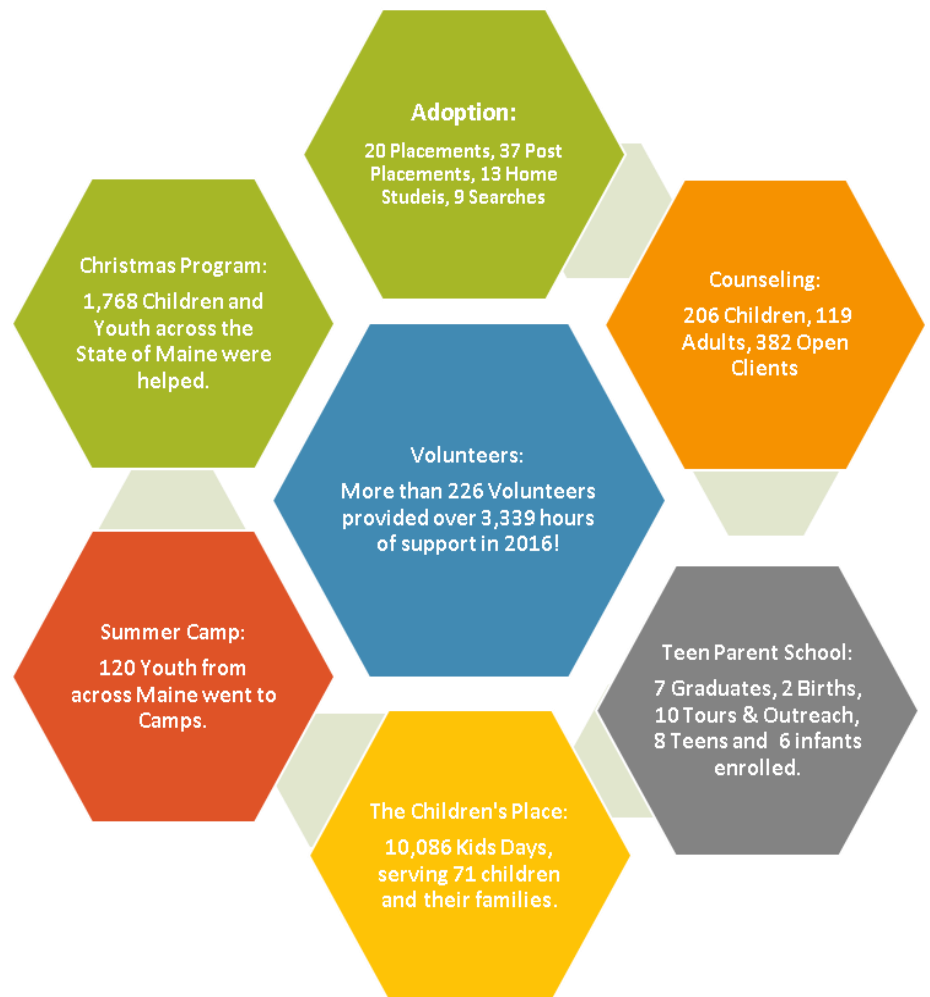 Adoption:
20 Placements, 37 Post
Placements, 13 Home
Studeis, 9 Searches
Counseling:
206 Children, 119
Adults, 382 Open
Clients
Teen Parent School:
7 Graduates, 2 Births,
10 Tours & Outreach,
8 Teens and  6 infants
enrolled.
The Children's Place:
10,086 Kids Days,
serving 71 children
and their families.
Summer Camp:
120 Youth from
across Maine went to
Camps.
Christmas Program:
1,768 Children and
Youth across the
State of Maine were
helped.
Volunteers:
More than 226 Volunteers
provided over 3,339 hours
of support in 2016!